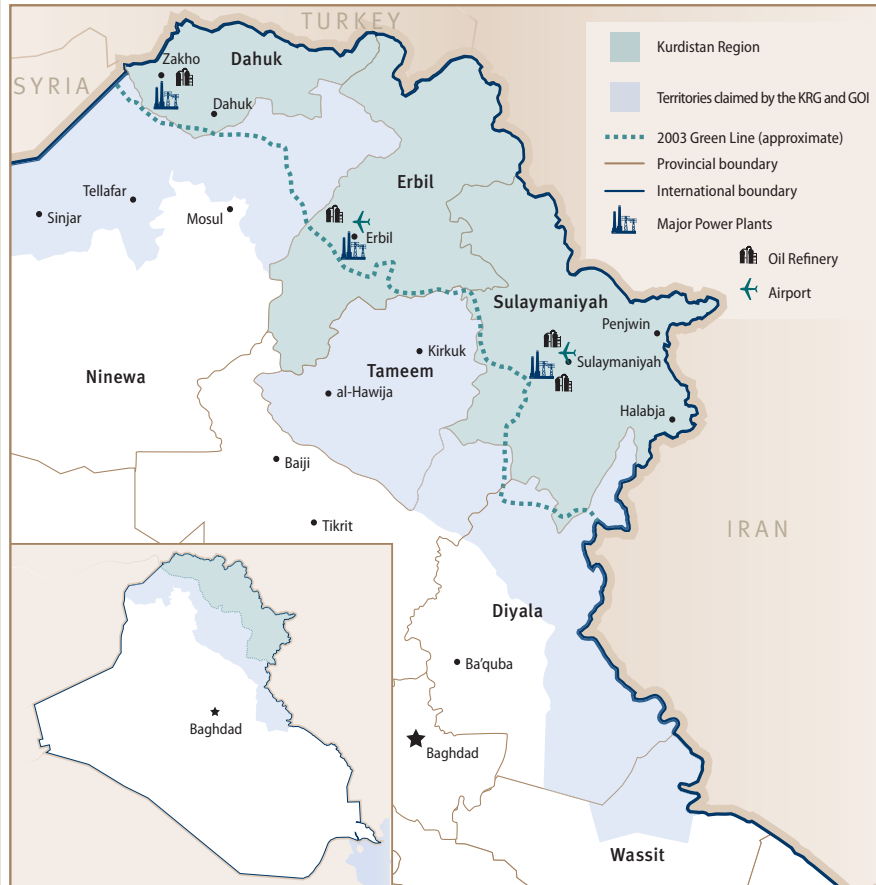 TURKEY
SYRIA
Zakho
Dahuk
Dahuk
Erbil
Tellafar
Sinjar
Mosul
Erbil
Sulaymaniyah
Penjwin
Kirkuk
Sulaymaniyah
Tameem
Ninewa
al-Hawija
Halabja
Baiji
Tikrit
IRAN
Diyala
Ba'quba
Baghdad
Wassit
Baghdad
Kurdistan Region
Territories claimed by the KRG and GOI
2003 Green Line (approximate)
Provincial boundary
International boundary
Major Power Plants
Oil Refinery
Airport